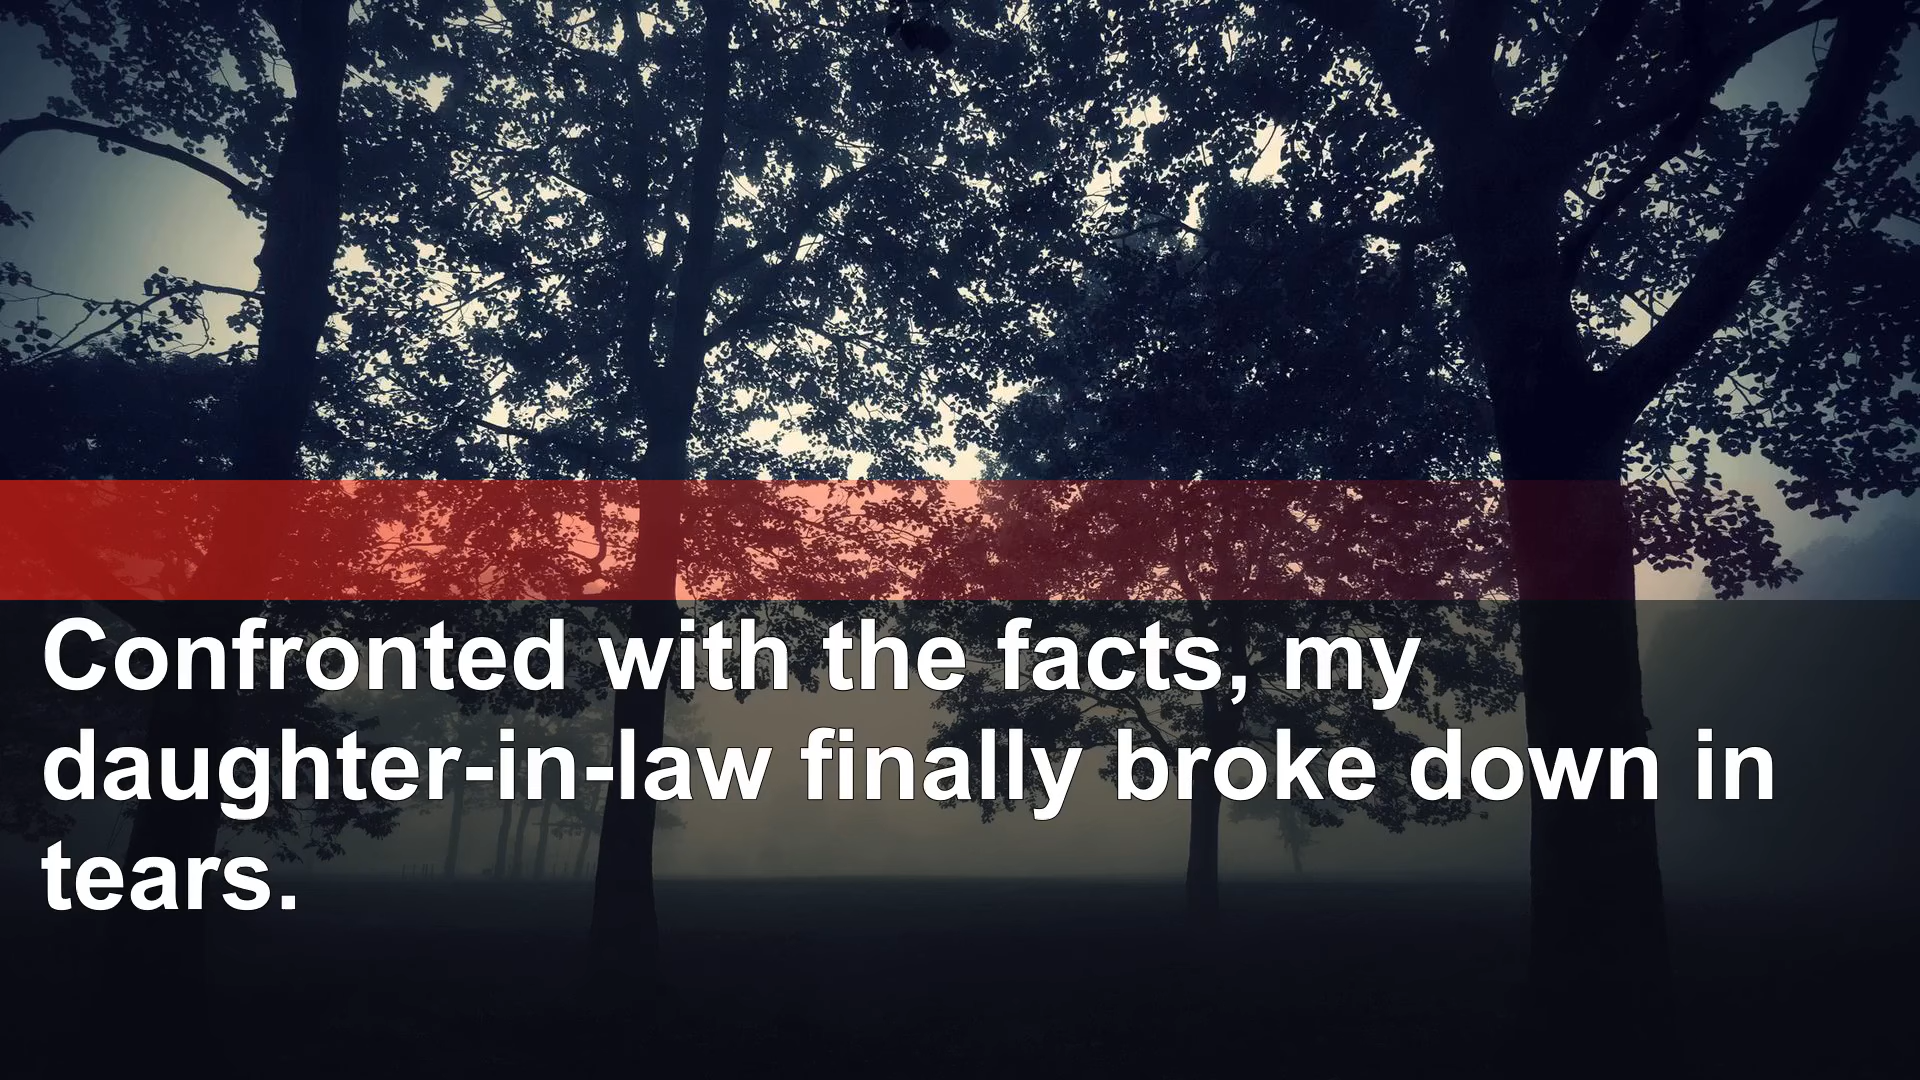 Confronted with the facts, my
daughter-in-law finally broke down in
tears.